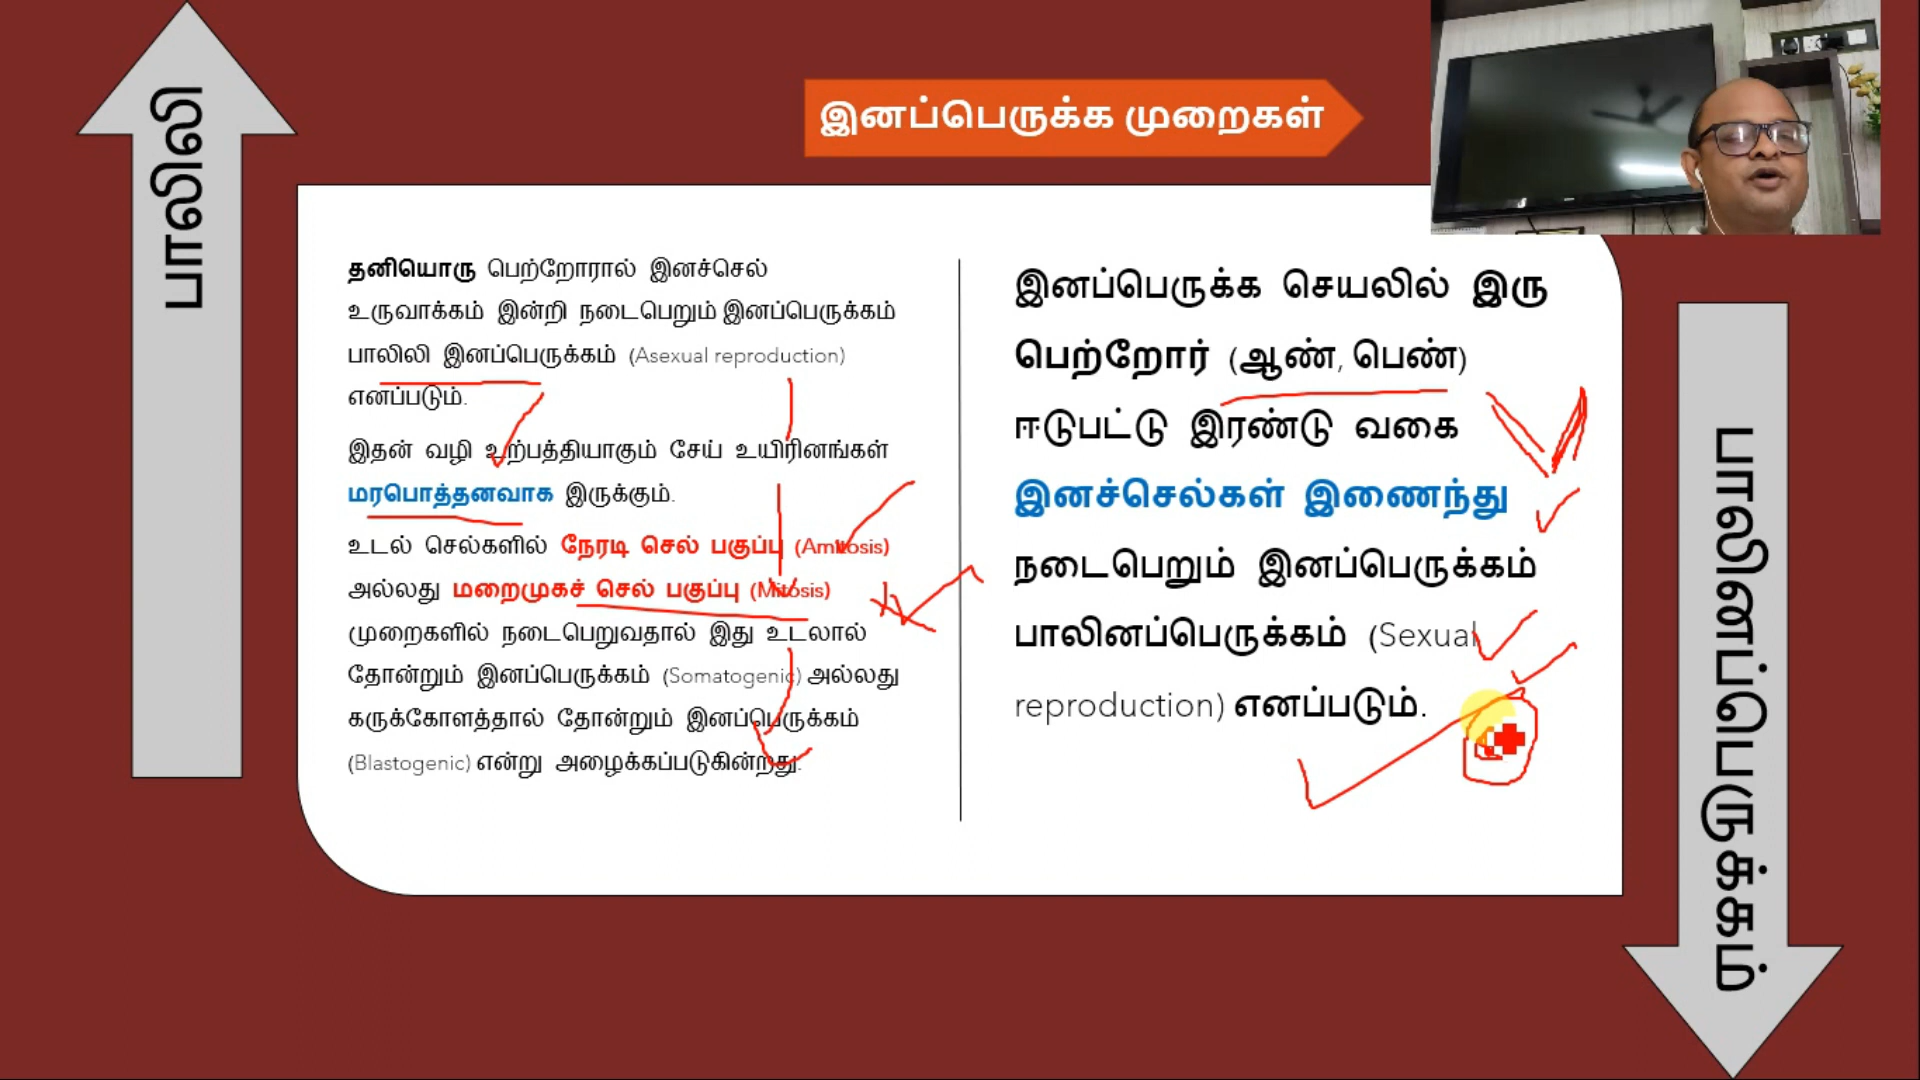 பாலிலி
இனப்பெருக்க முறைகள்
தனியொரு பெற்றோரால் இனச்செல்
உருவாக்கம் இன்றி நடைபெறும் இனப்பெருக்கம்
பாலிலி இனப்பெருக்கம் (Asexual reproduction)
எனப்படும்.
இதன் வழி உற்பத்தியாகும் சேய் உயிரினங்கள்
மரபொத்தனவாக இருக்கும்.
உடல் செல்களில் நேரடி செல் பகுப்பு (Amitosis)
அல்லது மறைமுகச் செல் பகுப்பு (Mitosis)
முறைகளில் நடைபெறுவதால் இது உடலால்
தோன்றும் இனப்பெருக்கம் (Somatogenic) அல்லது
கருக்கோளத்தால் தோன்றும் இனப்பெருக்கம்
(Blastogenic) என்று அழைக்கப்படுகின்றது.
இனப்பெருக்க செயலில் இரு
பெற்றோர் (ஆண், பெண்)
ஈடுபட்டு இரண்டு வகை
இனச்செல்கள் இணைந்து
நடைபெறும் இனப்பெருக்கம்
பாலினப்பெருக்கம் (Sexual
reproduction) எனப்படும்.
பாலினப்பெருக்கம்